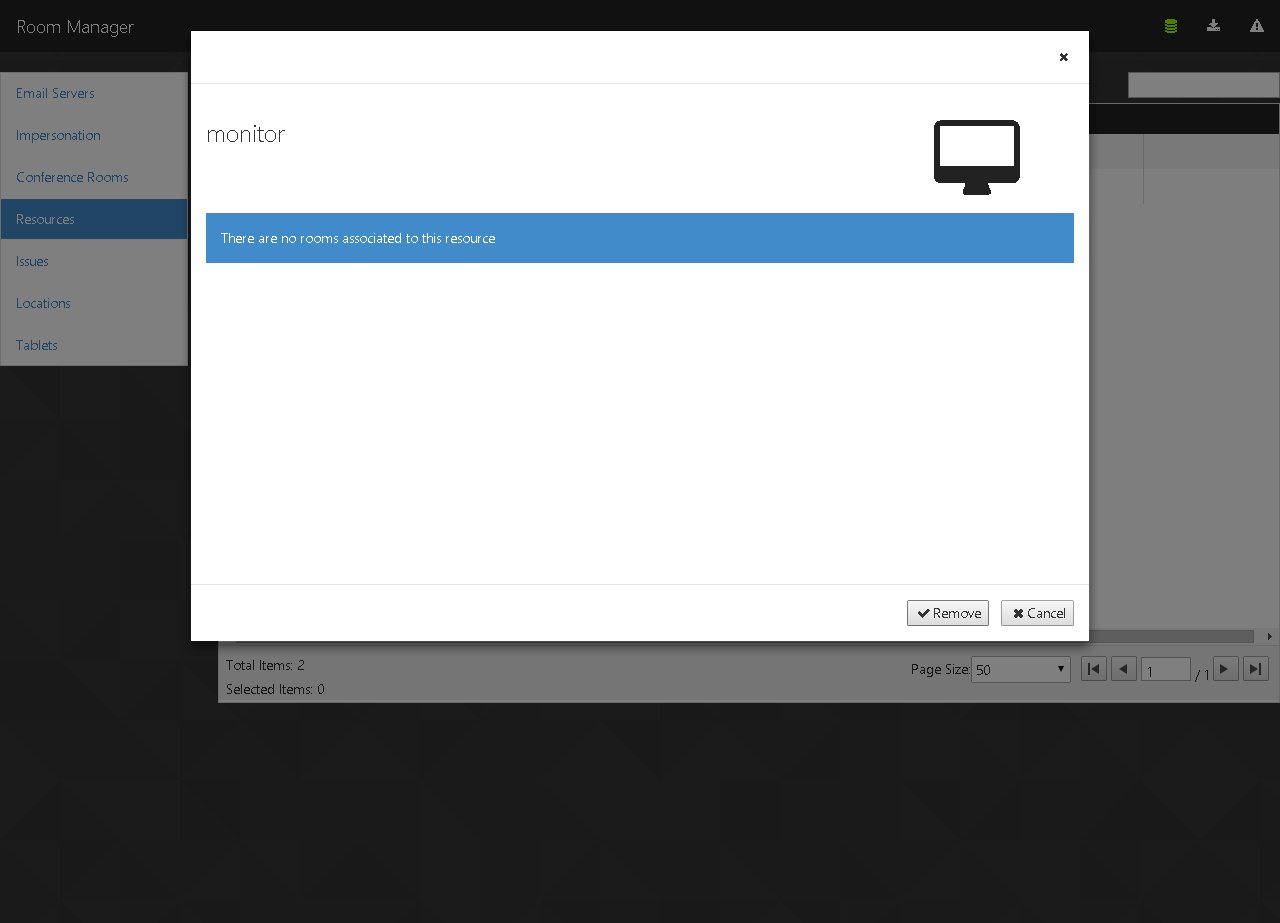 Room Manager
Email Servers
Impersonation
Conference Rooms
Resources
Issues
Locations
Tablets
monitor
There are no rooms associated to this resource
Remove
Cancel
Total Items: 2
Selected Items: 0
Page Size: 50
1 / 1